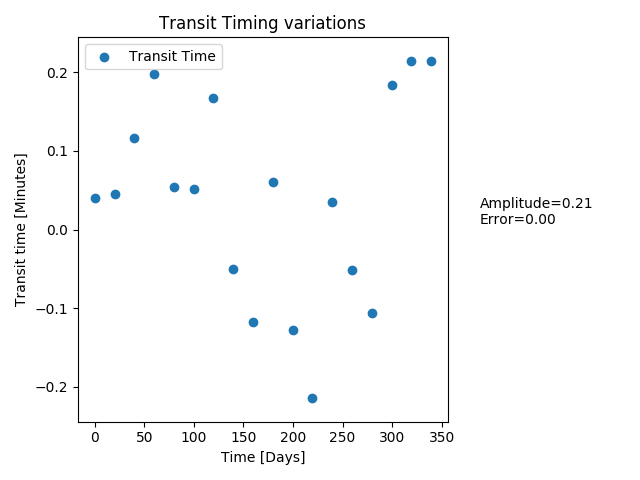 Transit Timing variations
Transit Time
Transit time [Minutes]
0.2
0.1
0.0
−0.1
−0.2
0 50 100 150 200 250 300 350
Time [Days]
Amplitude=0.21
Error=0.00